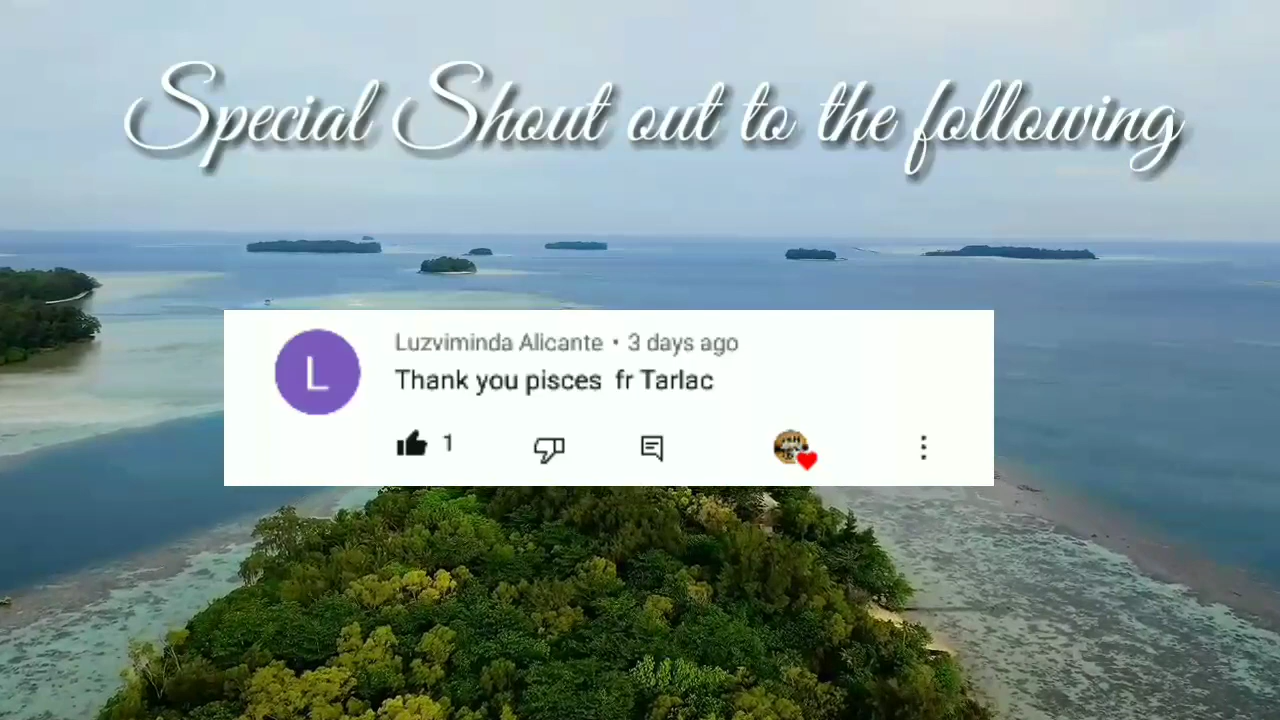 Special Shout out to the following
Luzviminda Alicante • 3 days ago
L
Thank you pisces fr Tarlac
1